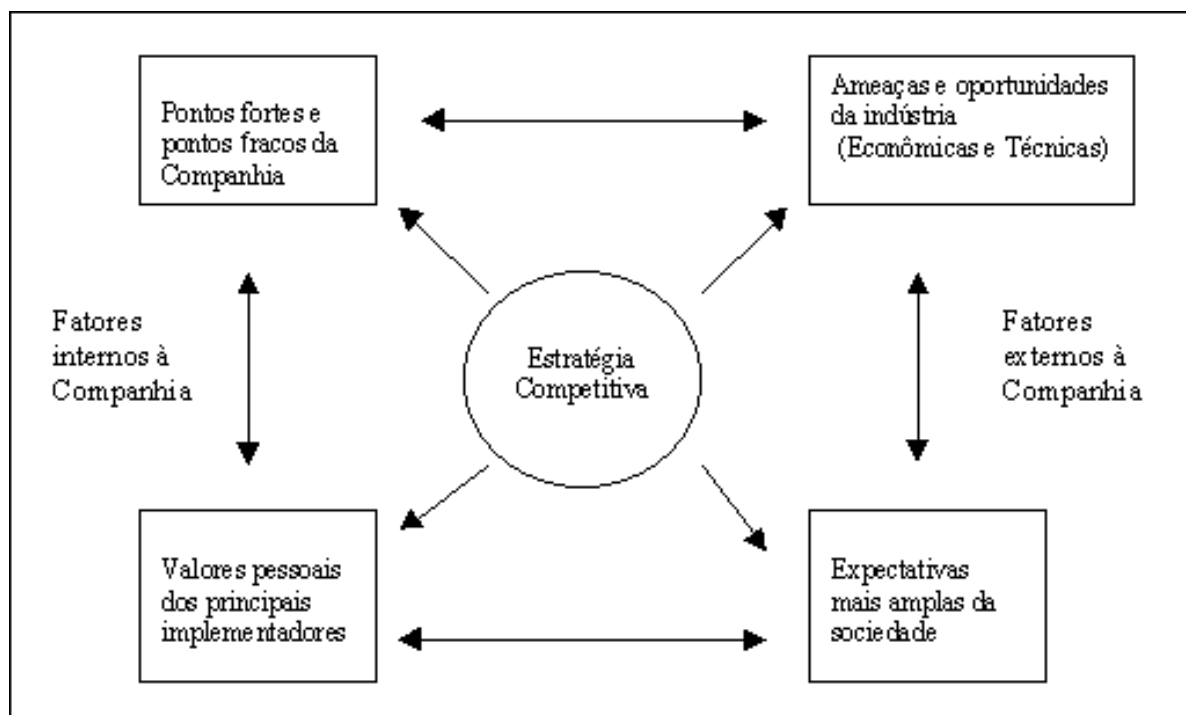 Pontos fortes e
pontos fracos da
Companhia
Ameaças e oportunidades
da indústria
(Econômicas e Técnicas)
Fatores
internos à
Companhia
Estratégia
Competitiva
Fatores
externos à
Companhia
Valores pessoais
dos principais
implementadores
Expectativas
mais amplas da
sociedade